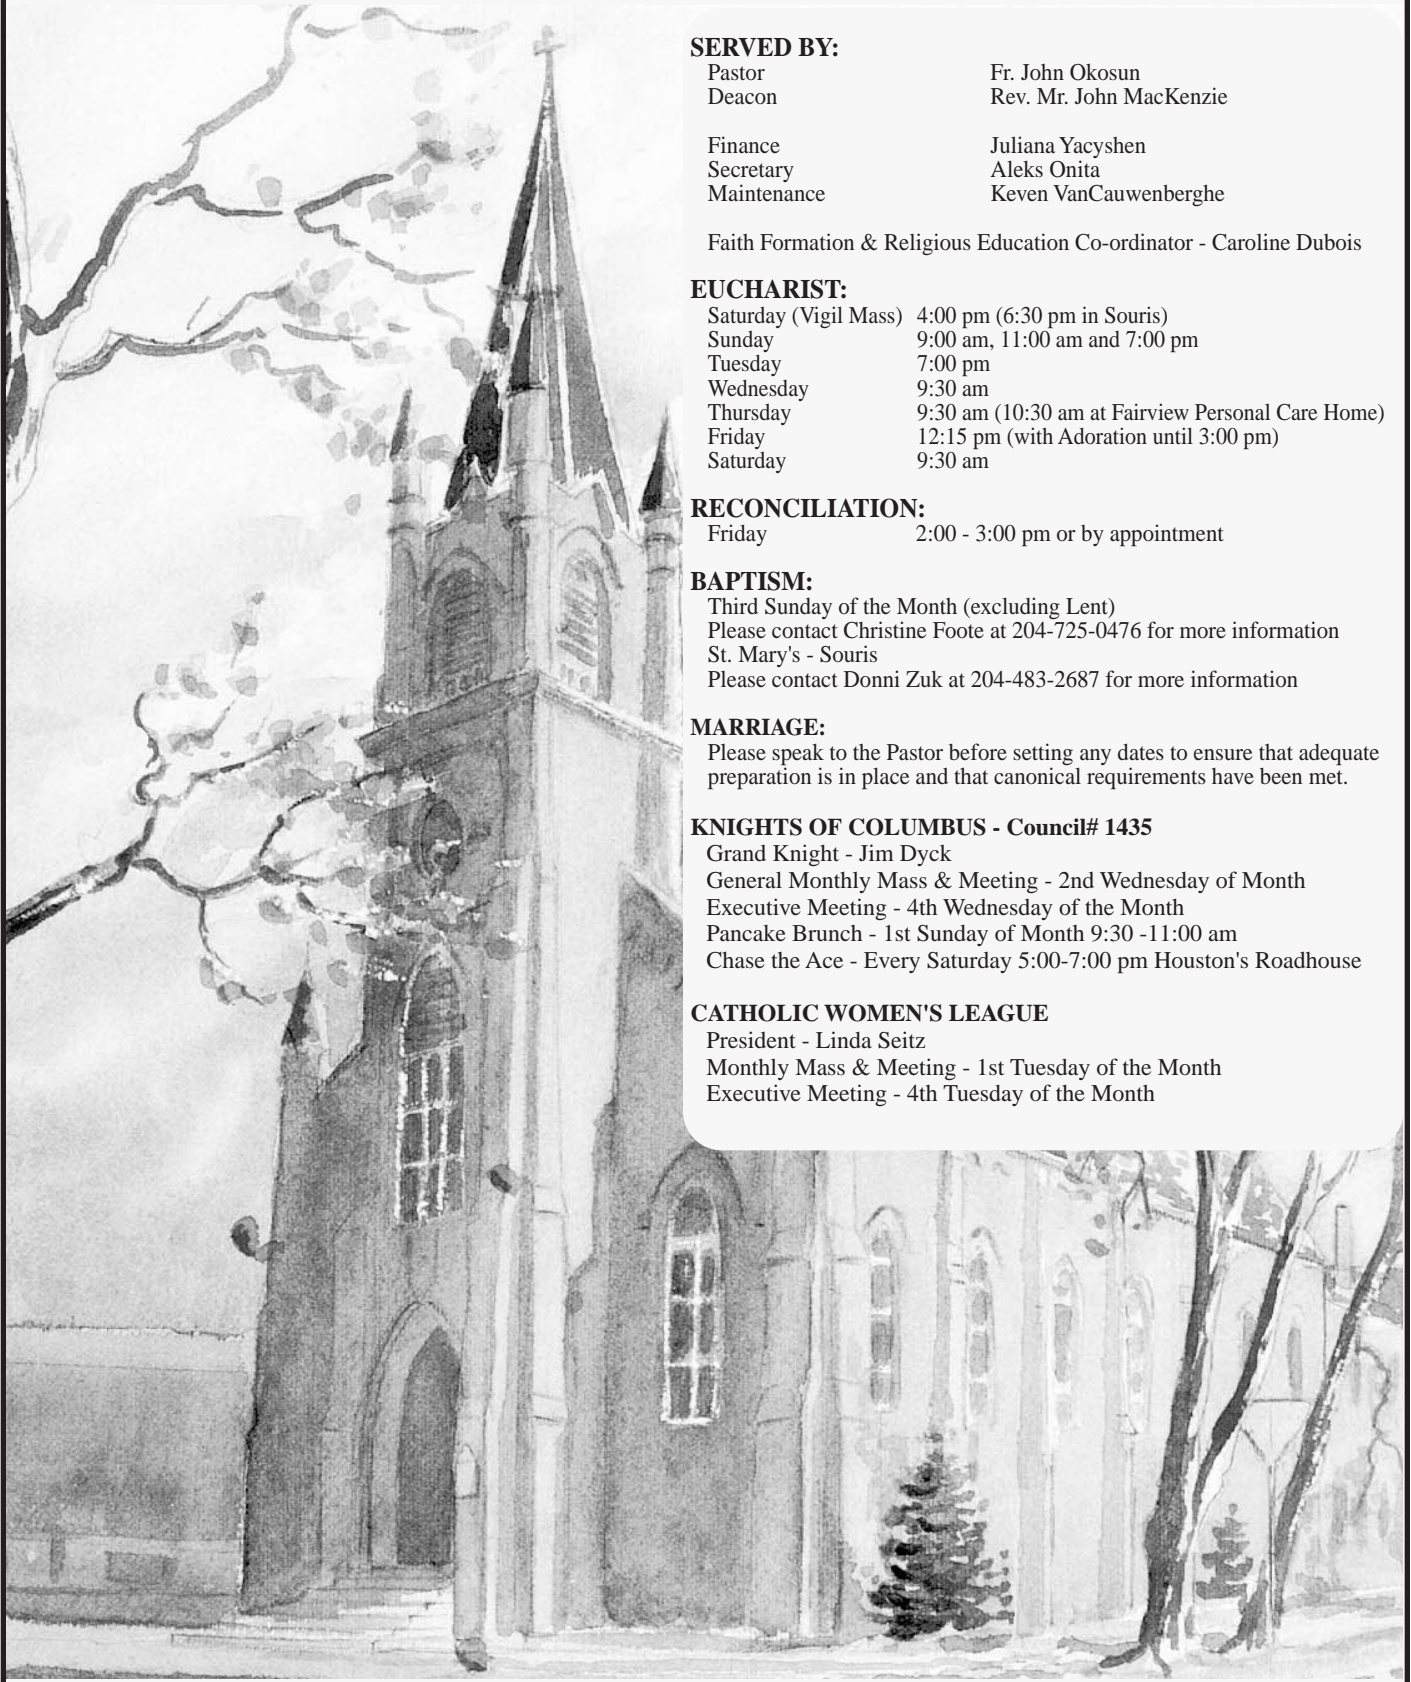 SERVED BY:
Pastor Fr. John Okosun
Deacon Rev. Mr. John MacKenzie
Finance Juliana Yacyshen
Secretary Aleks Onita
Maintenance Keven VanCauwenberghe
Faith Formation & Religious Education Co-ordinator - Caroline Dubois
EUCHARIST:
Saturday (Vigil Mass) 4:00 pm (6:30 pm in Souris)
Sunday 9:00 am, 11:00 am and 7:00 pm
Tuesday 7:00 pm
Wednesday 9:30 am
Thursday 9:30 am (10:30 am at Fairview Personal Care Home)
Friday 12:15 pm (with Adoration until 3:00 pm)
Saturday 9:30 am
RECONCILIATION:
Friday 2:00 - 3:00 pm or by appointment
BAPTISM:
Third Sunday of the Month (excluding Lent)
Please contact Christine Foote at 204-725-0476 for more information
St. Mary's - Souris
Please contact Donni Zuk at 204-483-2687 for more information
MARRIAGE:
Please speak to the Pastor before setting any dates to ensure that adequate
preparation is in place and that canonical requirements have been met.
KNIGHTS OF COLUMBUS - Council# 1435
Grand Knight - Jim Dyck
General Monthly Mass & Meeting - 2nd Wednesday of Month
Executive Meeting - 4th Wednesday of the Month
Pancake Brunch - 1st Sunday of Month 9:30 -11:00 am
Chase the Ace - Every Saturday 5:00-7:00 pm Houston's Roadhouse
CATHOLIC WOMEN'S LEAGUE
President - Linda Seitz
Monthly Mass & Meeting - 1st Tuesday of the Month
Executive Meeting - 4th Tuesday of the Month